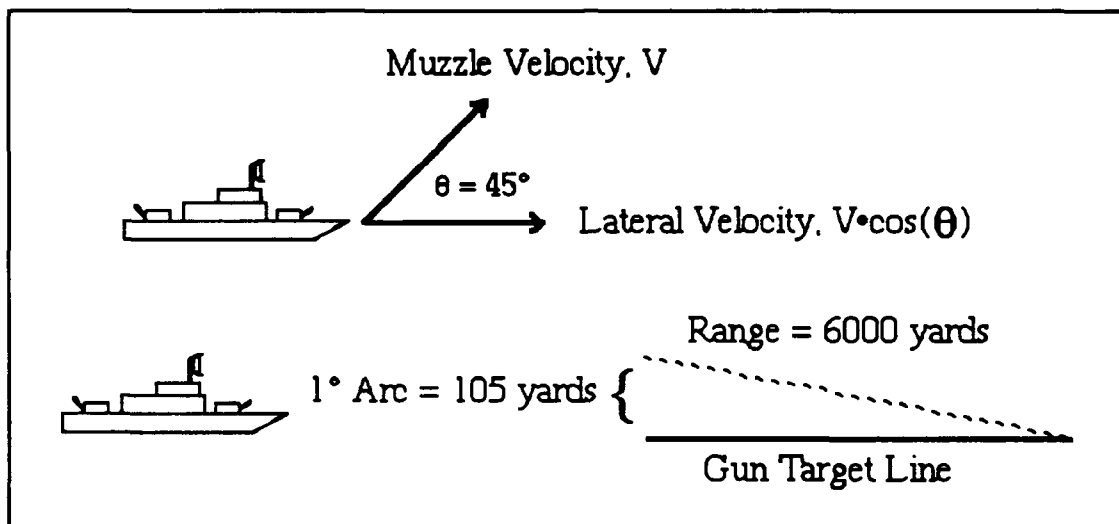 Muzzle Velocity, V
θ = 45°
Lateral Velocity, V•cos(θ)
Range = 6000 yards
1° Arc = 105 yards {
Gun Target Line